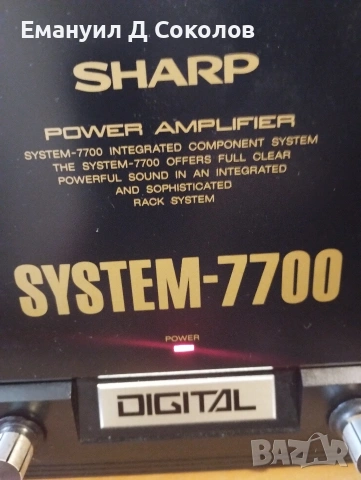 Емануил Д Соколов
SHARP
POWER AMPLIFIER
SYSTEM-7700 INTEGRATED COMPONENT SYSTEM
THE SYSTEM-7700 OFFERS FULL CLEAR
POWERFUL SOUND IN AN INTEGRATED
AND SOPHISTICATED
RACK SYSTEM
SYSTEM-7700
POWER
DIGITAL
BAZAR